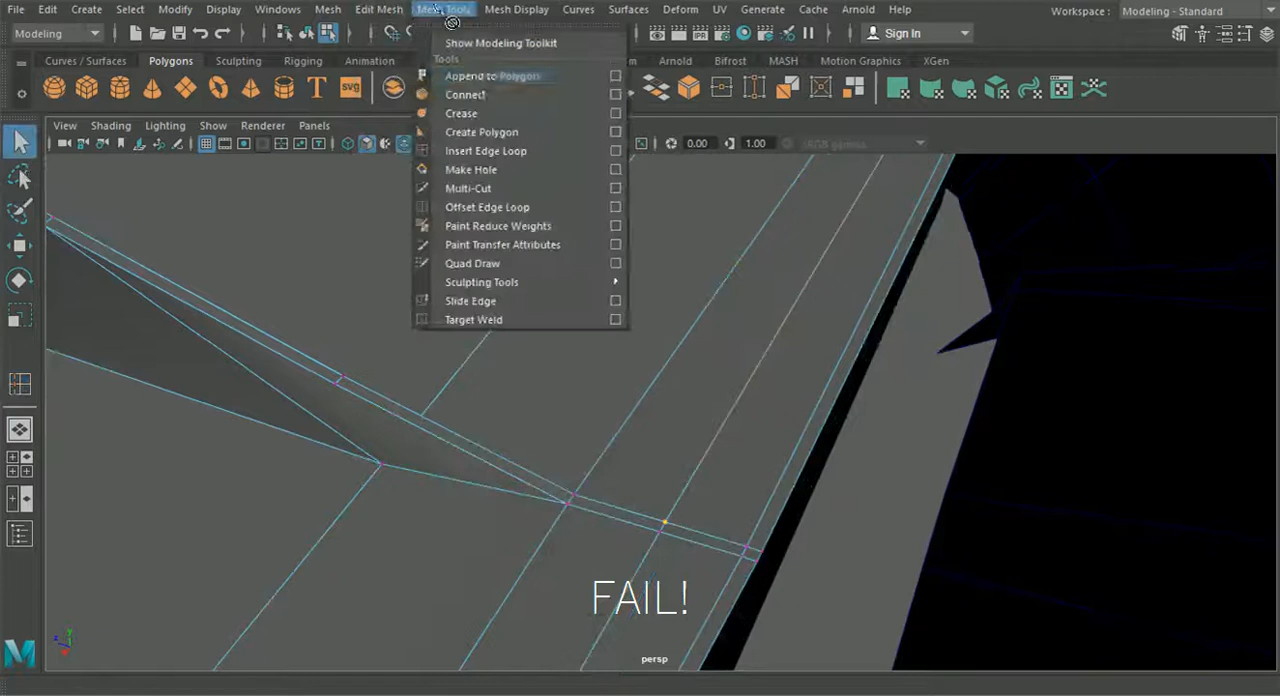 File Edit Create Select Modify Display Windows Mesh Edit Mesh Mesh Tools Mesh Display Curves Surfaces Deform UV Generate Cache Arnold Help Workspace : Modeling - Standard
Modeling Sign In
Curves / Surfaces Polygons Sculpting Rigging Animation Arnold Bifrost MASH Motion Graphics XGen
T svg
View Shading Lighting Show Renderer Panels
0.00 1.00 sRGB gamma
Show Modeling Toolkit
Tools
Append to Polygon
Connect
Crease
Create Polygon
Insert Edge Loop
Make Hole
Multi-Cut
Offset Edge Loop
Paint Reduce Weights
Paint Transfer Attributes
Quad Draw
Sculpting Tools
Slide Edge
Target Weld
FAIL!
persp